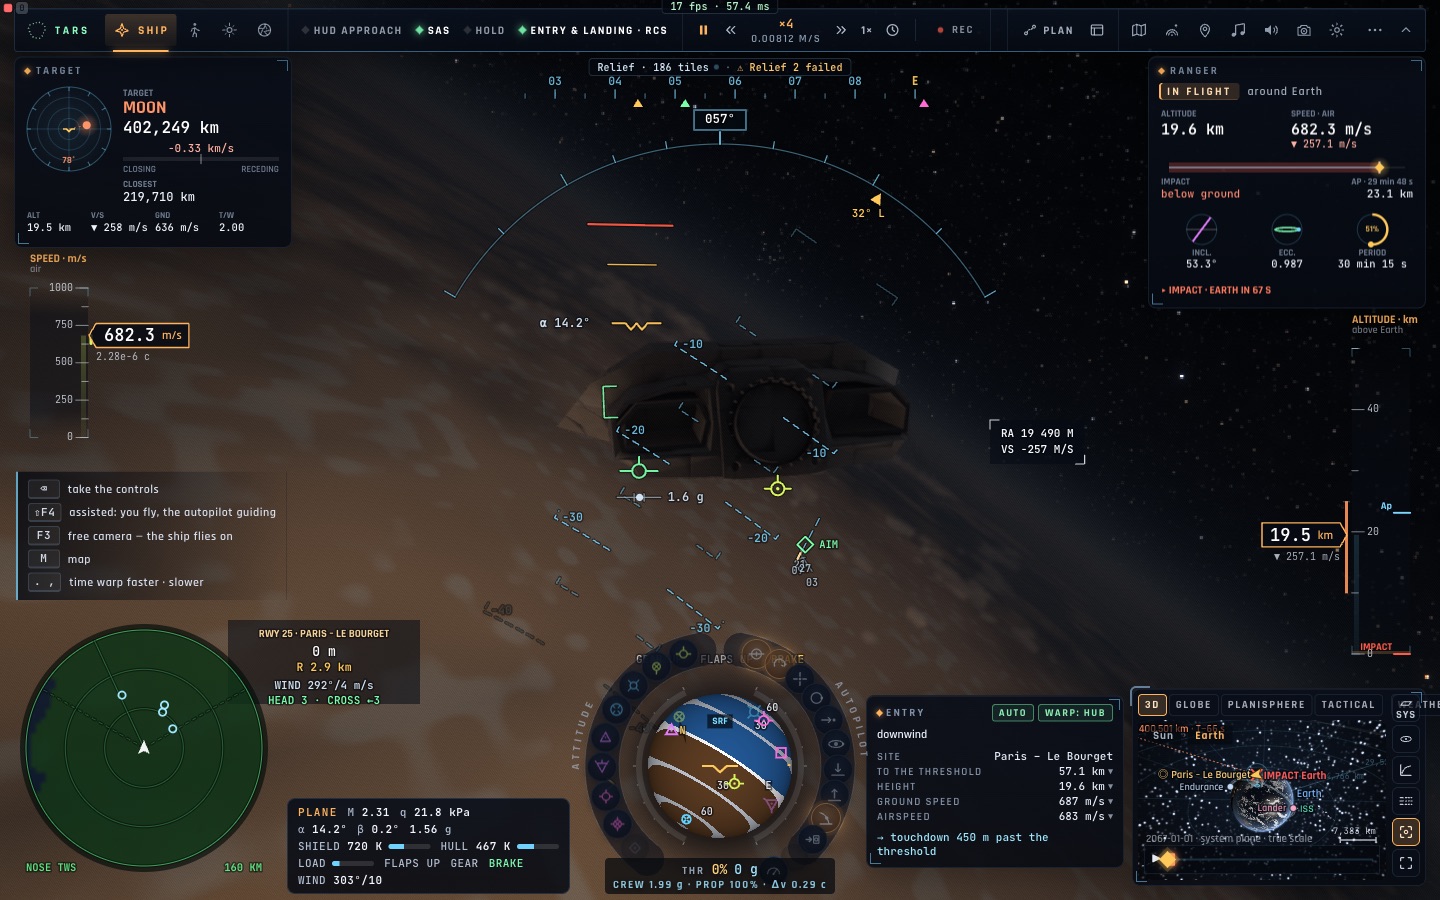 17 fps · 57.4 ms
TARS
SHIP
HUD APPROACH
SAS
HOLD
ENTRY & LANDING · RCS
×4
0.00812 M/S
1×
REC
PLAN
Relief · 186 tiles
⚠ Relief 2 failed
03 04 05 06 07 08 E
057°
32° L
TARGET
TARGET
MOON
402,249 km
-0.33 km/s
CLOSING RECEDING
CLOSEST
219,710 km
78°
ALT V/S GND T/W
19.5 km ▼ 258 m/s 636 m/s 2.00
SPEED · m/s
air
1000
750
500
250
0
682.3 m/s
2.28e-6 c
RANGER
IN FLIGHT around Earth
ALTITUDE SPEED · AIR
19.6 km 682.3 m/s
▼ 257.1 m/s
IMPACT AP · 29 min 48 s
below ground 23.1 km
51%
INCL. ECC. PERIOD
53.3° 0.987 30 min 15 s
▸ IMPACT · EARTH IN 67 S
ALTITUDE · km
above Earth
40
Ap
20
19.5 km
▼ 257.1 m/s
IMPACT
0
α 14.2°
-10
-20
-10
-30
-20
-30
-40
1.6 g
AIM
03
RA 19 490 M
VS -257 M/S
⌫ take the controls
⇧F4 assisted: you fly, the autopilot guiding
F3 free camera – the ship flies on
M map
. , time warp faster · slower
RWY 25 · PARIS - LE BOURGET
0 m
R 2.9 km
WIND 292°/4 m/s
HEAD 3 · CROSS ←3
NOSE TWS
160 KM
PLANE M 2.31 q 21.8 kPa
α 14.2° β 0.2° 1.56 g
SHIELD 720 K HULL 467 K
LOAD FLAPS UP GEAR BRAKE
WIND 303°/10
FLAPS
ATTITUDE
AUTOPILOT
SRF
N
60
30
30
E
60
THR 0% 0 g
CREW 1.99 g · PROP 100% · Δv 0.29 c
ENTRY
AUTO
WARP: HUB
downwind
SITE Paris – Le Bourget
TO THE THRESHOLD 57.1 km ▾
HEIGHT 19.6 km ▾
GROUND SPEED 687 m/s ▾
AIRSPEED 683 m/s ▾
→ touchdown 450 m past the
threshold
3D
GLOBE
PLANISPHERE
TACTICAL
SYS
Sun Earth
Paris – Le Bourget
IMPACT Earth
Endurance
Earth
Lander
ISS
7,383 km
system plane · true scale